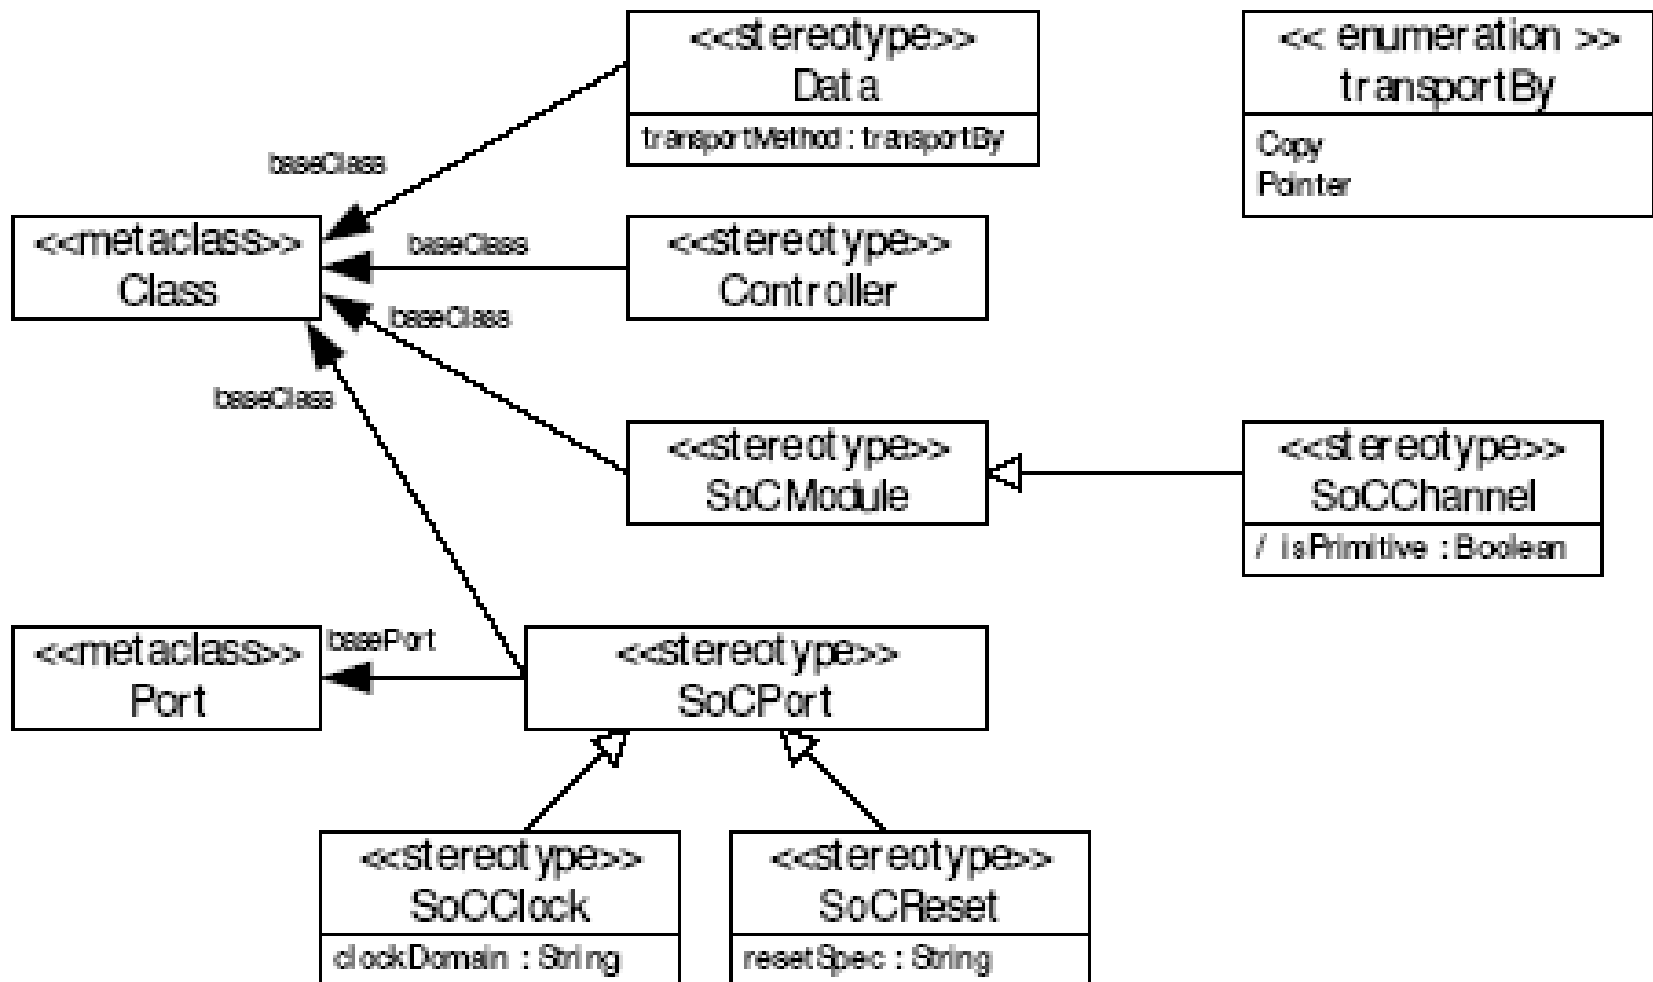 <<stereotype>>
Data
transportMethod : transportBy
<< enumeration >>
transportBy
Copy
Pointer
baseClass
<<metaclass>>
Class
baseClass
<<stereotype>>
Controller
baseClass
baseClass
<<stereotype>>
SoCModule
<<stereotype>>
SoCChannel
/ isPrimitive : Boolean
<<metaclass>>
Port
basePort
<<stereotype>>
SoCPort
<<stereotype>>
SoCClock
clockDomain : String
<<stereotype>>
SoCReset
resetSpec : String